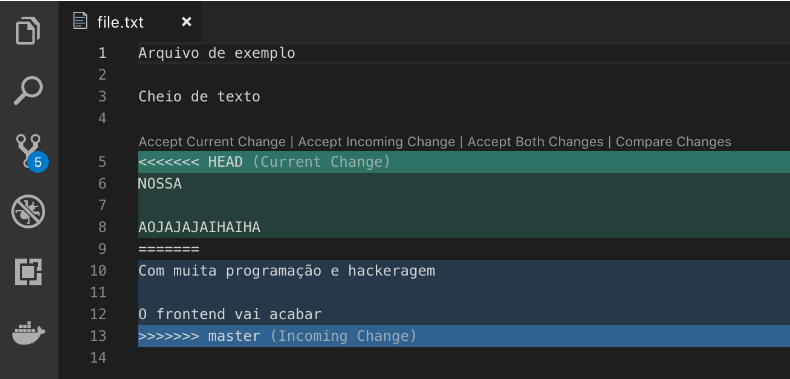 file.txt ×
1 Arquivo de exemplo
2
3 Cheio de texto
4
Accept Current Change | Accept Incoming Change | Accept Both Changes | Compare Changes
5 <<<<<<< HEAD (Current Change)
6 NOSSA
7
8 AOJAJAJAIHAIHA
9 =======
10 Com muita programação e hackeragem
11
12 O frontend vai acabar
13 >>>>>>> master (Incoming Change)
14
5